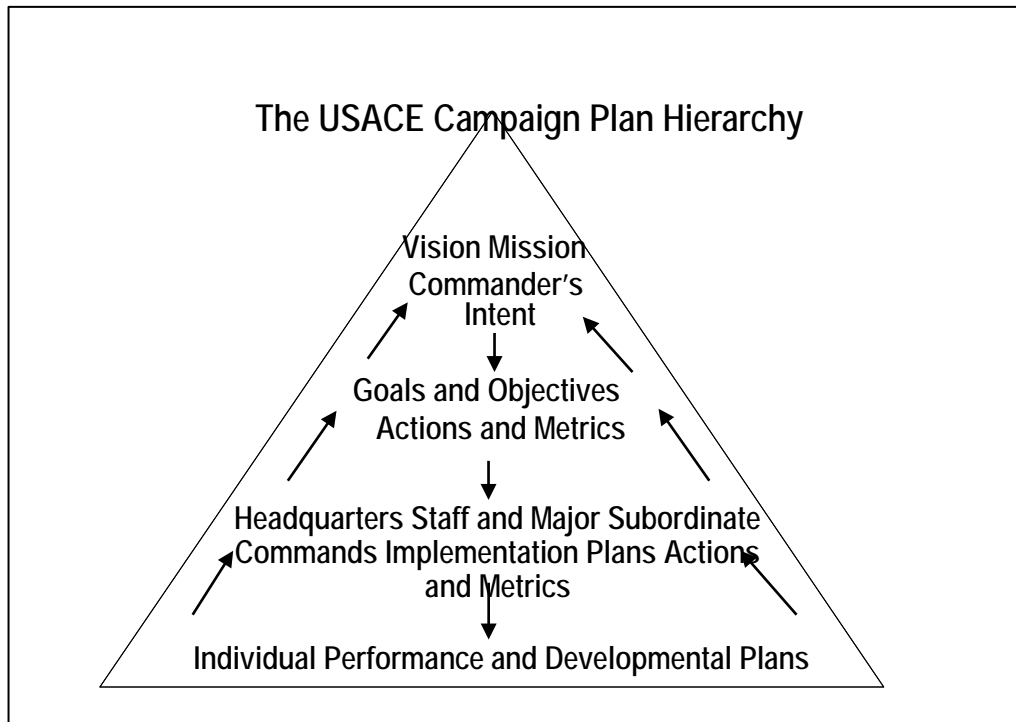 The USACE Campaign Plan Hierarchy
Vision Mission
Commander's
Intent
Goals and Objectives
Actions and Metrics
Headquarters Staff and Major Subordinate
Commands Implementation Plans Actions
and Metrics
Individual Performance and Developmental Plans